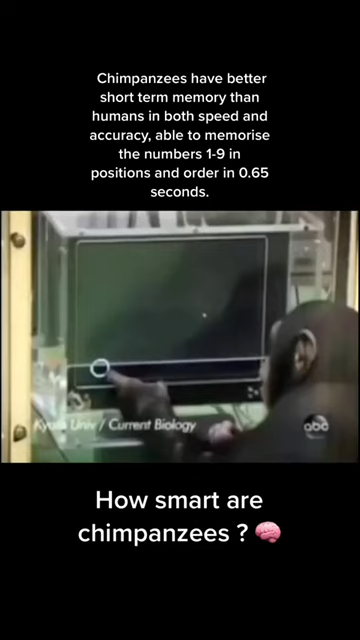 Chimpanzees have better
short term memory than
humans in both speed and
accuracy, able to memorise
the numbers 1-9 in
positions and order in 0.65
seconds.
Kyoto Univ / Current Biology
abc
How smart are
chimpanzees ? 🧠